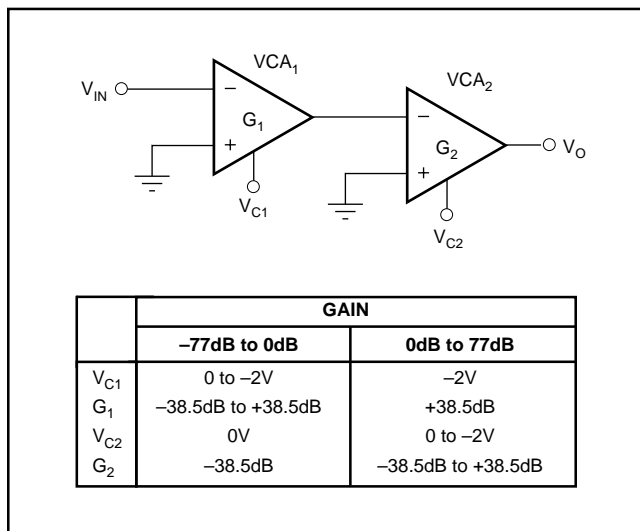 VCA1
VCA2
VIN
−
G1
+
VC1
−
G2
+
VC2
VO
GAIN
–77dB to 0dB 0dB to 77dB
VC1 0 to –2V –2V
G1 –38.5dB to +38.5dB +38.5dB
VC2 0V 0 to –2V
G2 –38.5dB –38.5dB to +38.5dB